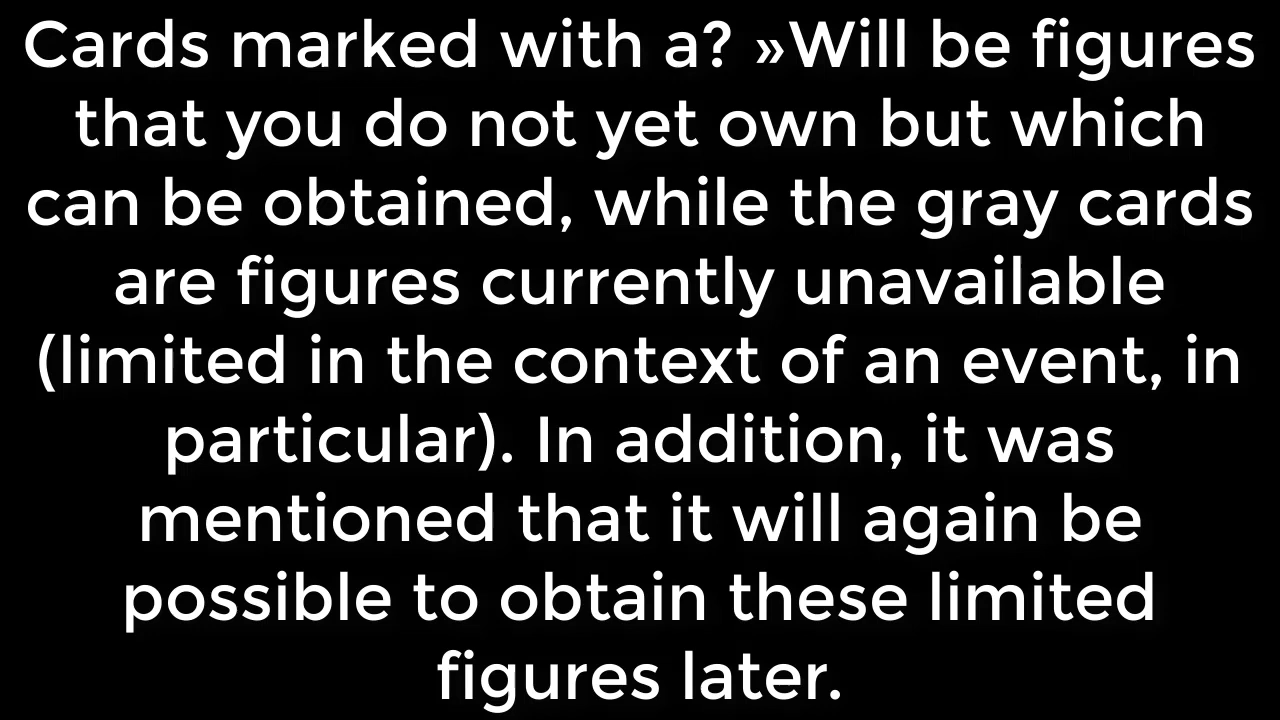 Cards marked with a? »Will be figures
that you do not yet own but which
can be obtained, while the gray cards
are figures currently unavailable
(limited in the context of an event, in
particular). In addition, it was
mentioned that it will again be
possible to obtain these limited
figures later.